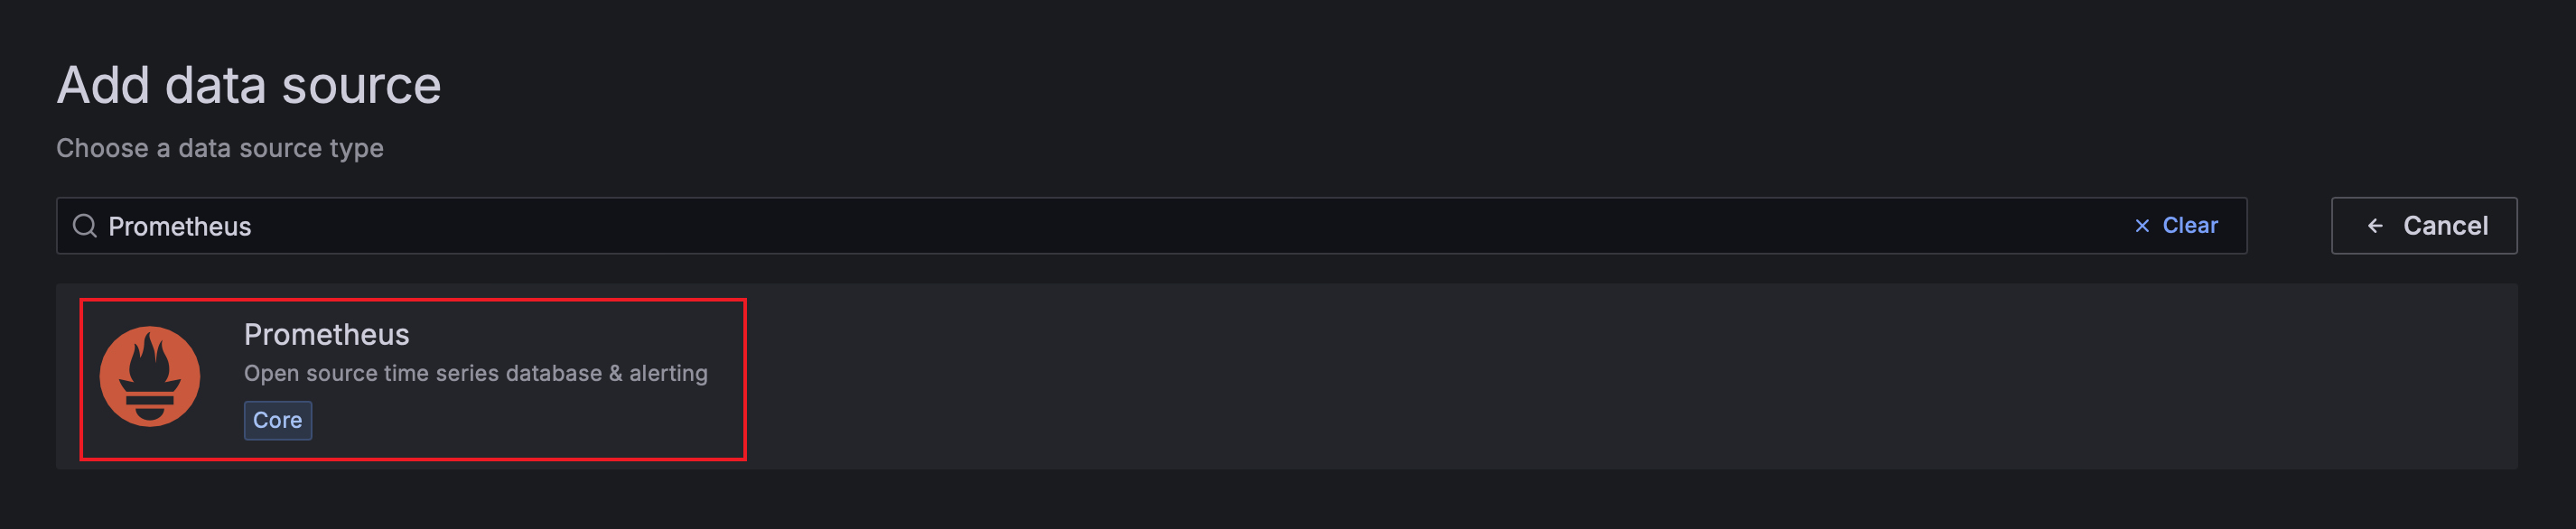 Add data source
Choose a data source type
Prometheus
Clear
Cancel
Prometheus
Open source time series database & alerting
Core